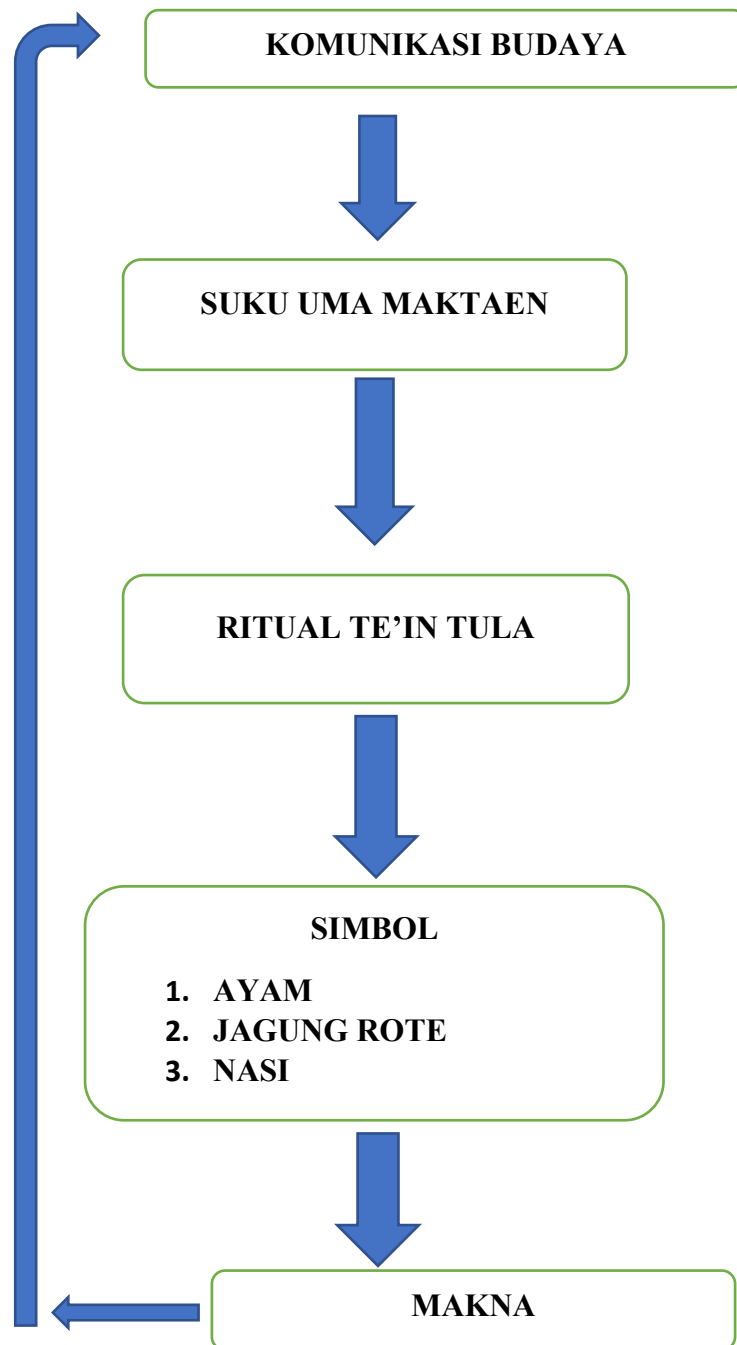 KOMUNIKASI BUDAYA
SUKU UMA MAKTAEN
RITUAL TE’IN TULA
SIMBOL
1. AYAM
2. JAGUNG ROTE
3. NASI
MAKNA